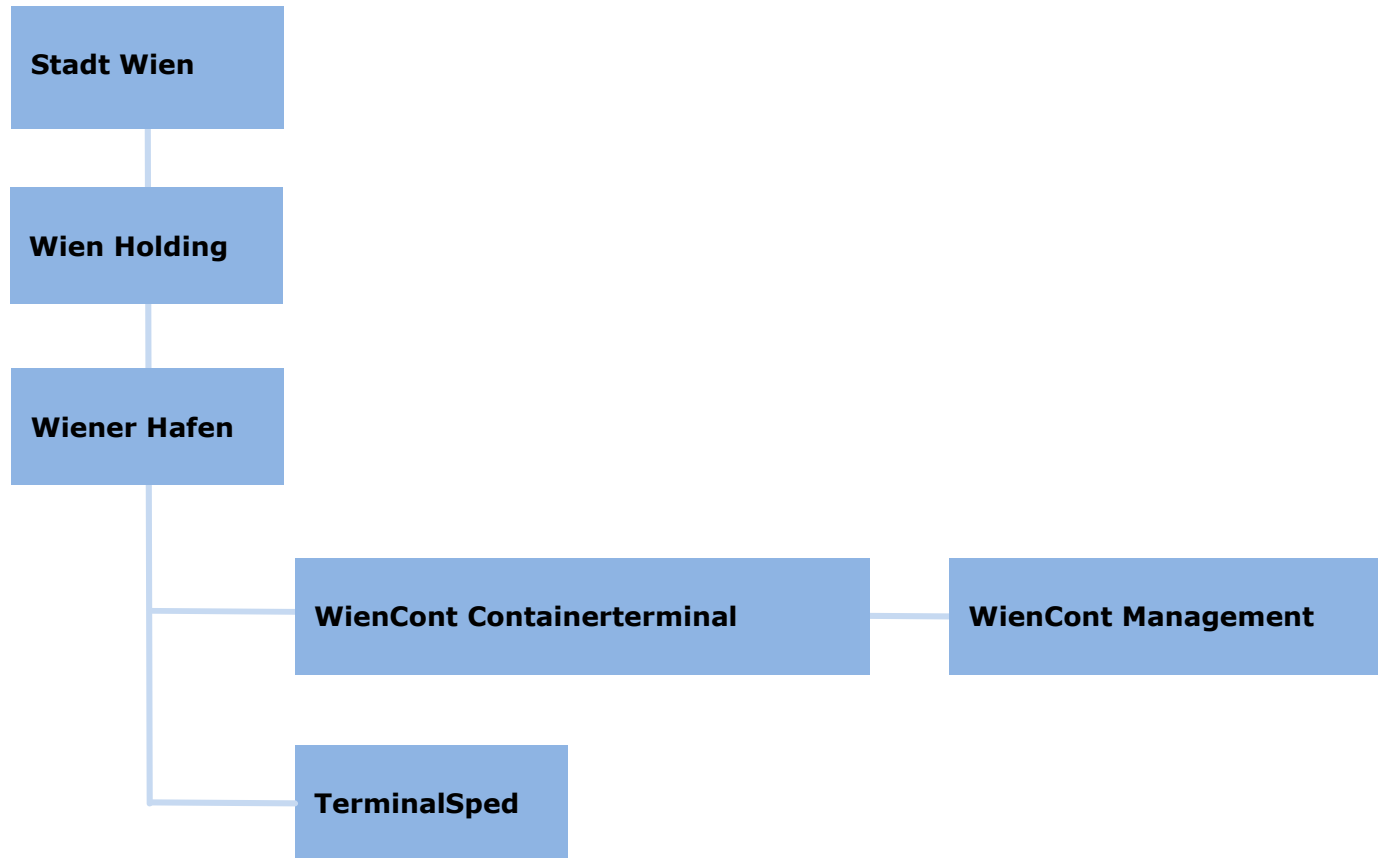 Stadt Wien
Wien Holding
Wiener Hafen
WienCont Containerterminal
WienCont Management
TerminalSped